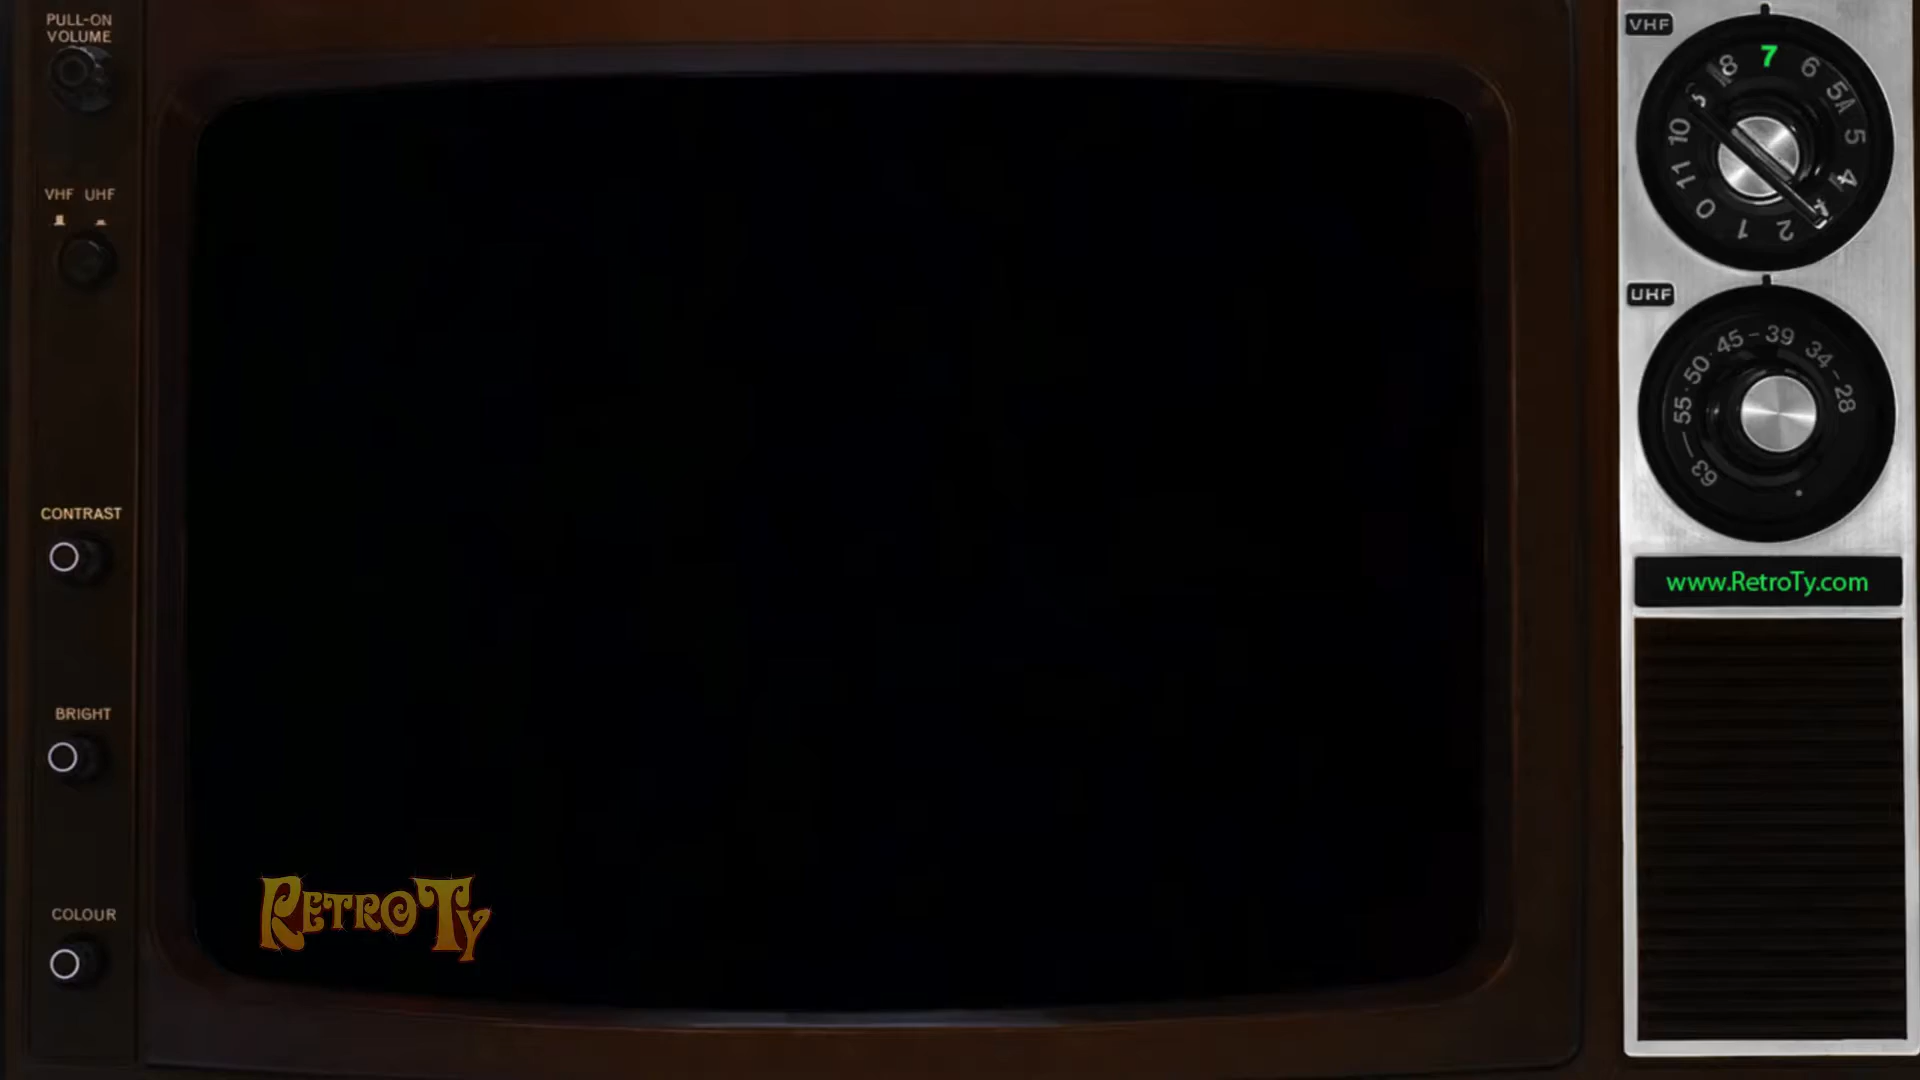 PULL-ON
VOLUME
VHF UHF
CONTRAST
BRIGHT
COLOUR
RETROTY
VHF
7
6
5A
5
4
2
1
0
11
10
8
UHF
63 55 50 45 39 34 28
www.RetroTy.com